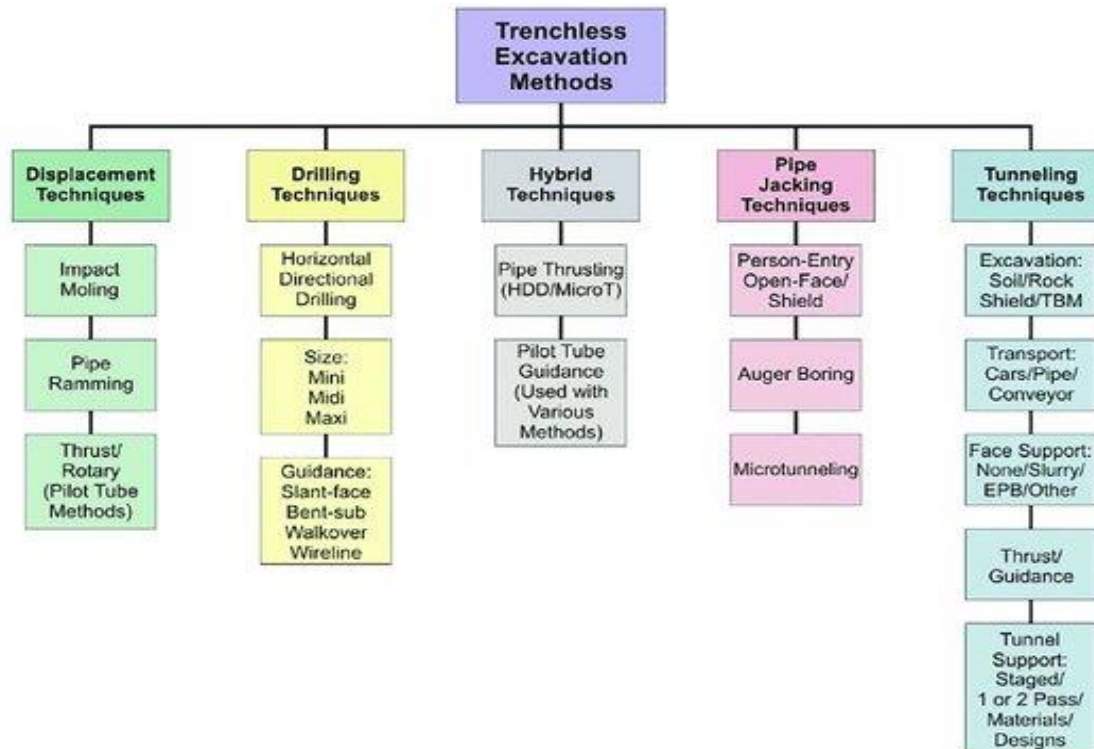 Trenchless
Excavation
Methods
Displacement
Techniques
Impact
Moling
Pipe
Ramming
Thrust/
Rotary
(Pilot Tube
Methods)
Drilling
Techniques
Horizontal
Directional
Drilling
Size:
Mini
Midi
Maxi
Guidance:
Slant-face
Bent-sub
Walkover
Wireline
Hybrid
Techniques
Pipe Thrusting
(HDD/MicroT)
Pilot Tube
Guidance
(Used with
Various
Methods)
Pipe
Jacking
Techniques
Person-Entry
Open-Face/
Shield
Auger Boring
Microtunneling
Tunneling
Techniques
Excavation:
Soil/Rock
Shield/TBM
Transport:
Cars/Pipe/
Conveyor
Face Support:
None/Slurry/
EPB/Other
Thrust/
Guidance
Tunnel
Support:
Staged/
1 or 2 Pass/
Materials/
Designs